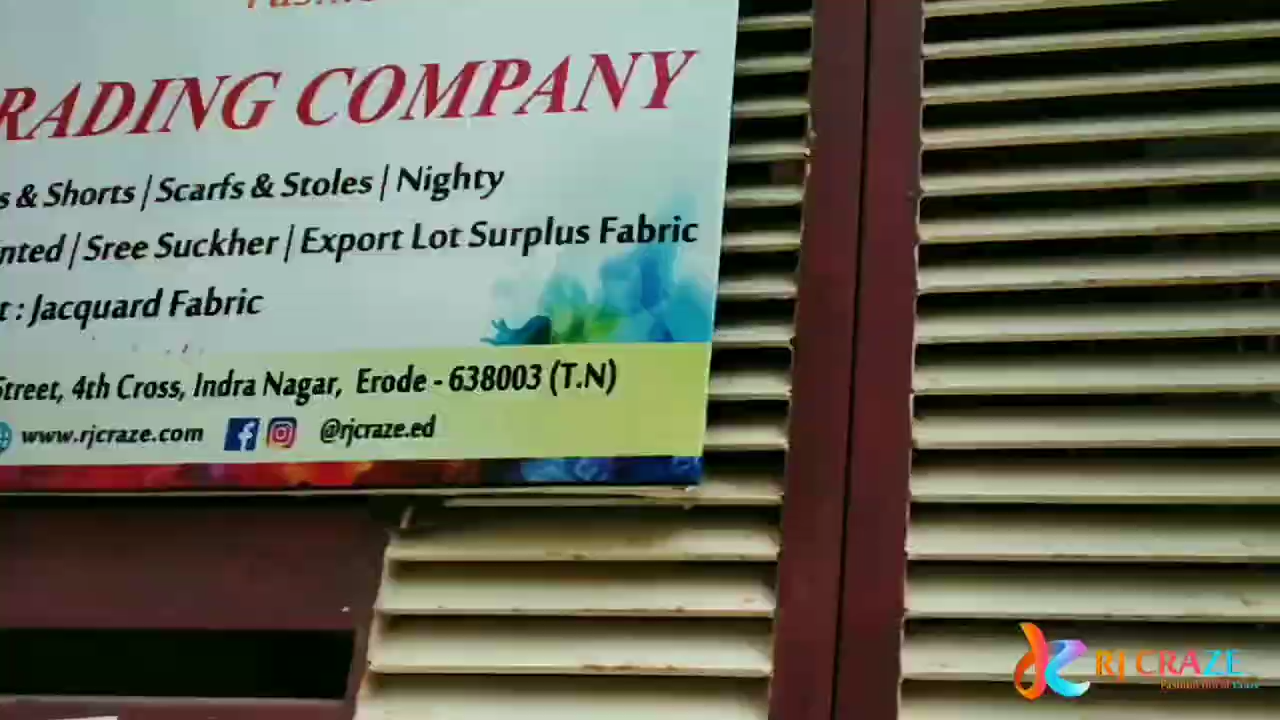 RADING COMPANY
s & Shorts | Scarfs & Stoles | Nighty
nted | Sree Suckher | Export Lot Surplus Fabric
t : Jacquard Fabric
Street, 4th Cross, Indra Nagar, Erode - 638003 (T.N)
www.rjcraze.com @rjcraze.ed
RJ CRAZE